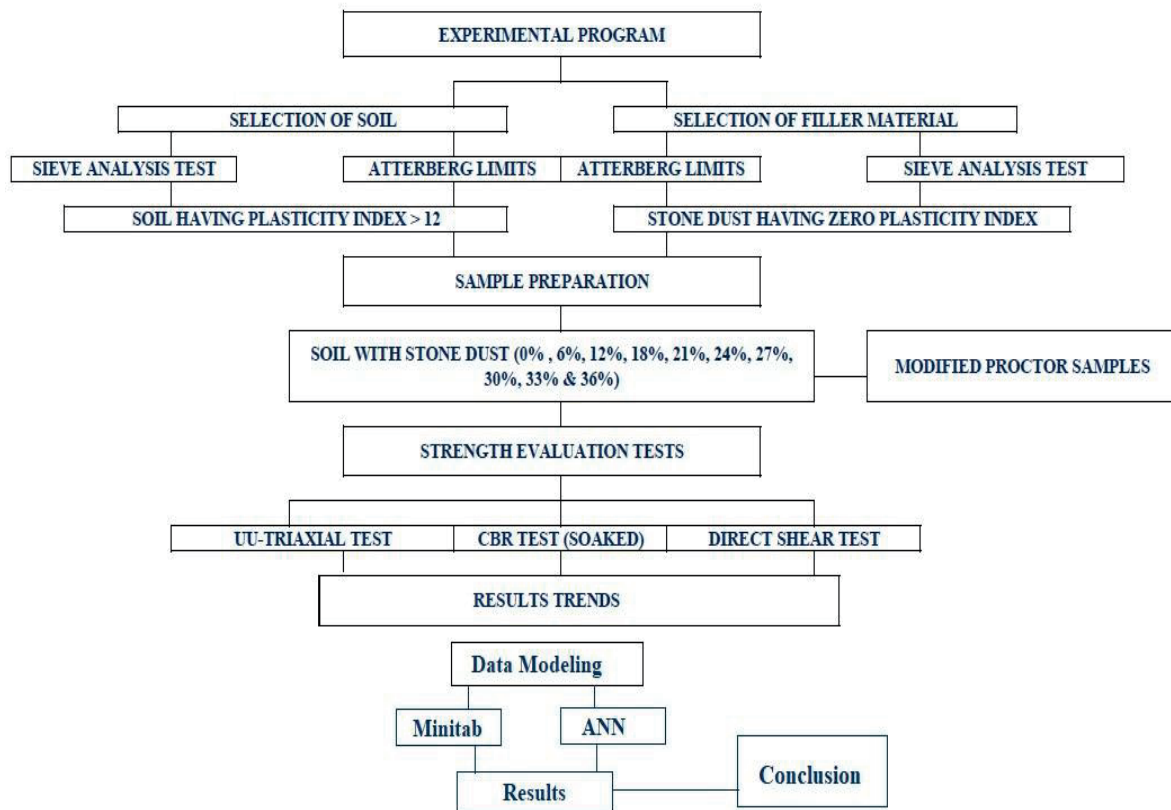 EXPERIMENTAL PROGRAM
SELECTION OF SOIL
SELECTION OF FILLER MATERIAL
SIEVE ANALYSIS TEST
ATTERBERG LIMITS
ATTERBERG LIMITS
SIEVE ANALYSIS TEST
SOIL HAVING PLASTICITY INDEX > 12
STONE DUST HAVING ZERO PLASTICITY INDEX
SAMPLE PREPARATION
SOIL WITH STONE DUST (0% , 6%, 12%, 18%, 21%, 24%, 27%,
30%, 33% & 36%)
MODIFIED PROCTOR SAMPLES
STRENGTH EVALUATION TESTS
UU-TRIAXIAL TEST
CBR TEST (SOAKED)
DIRECT SHEAR TEST
RESULTS TRENDS
Data Modeling
Minitab
ANN
Results
Conclusion